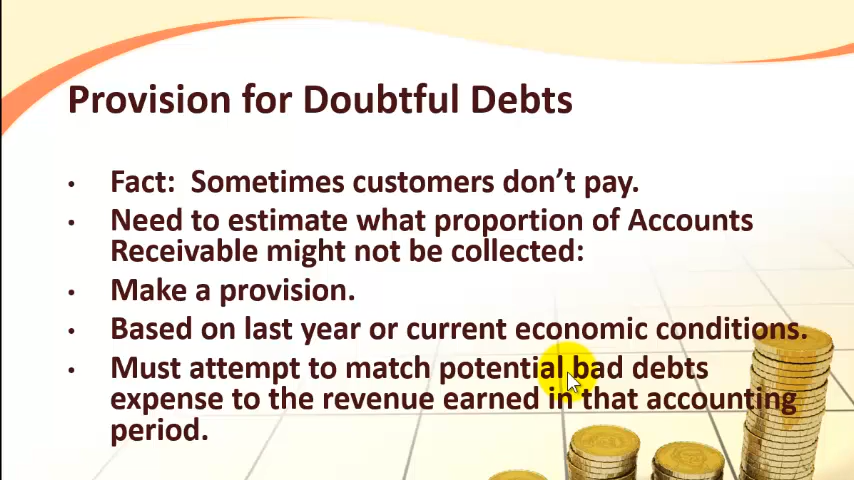 Provision for Doubtful Debts
• Fact: Sometimes customers don't pay.
• Need to estimate what proportion of Accounts
Receivable might not be collected:
• Make a provision.
• Based on last year or current economic conditions.
• Must attempt to match potential bad debts
expense to the revenue earned in that accounting
period.